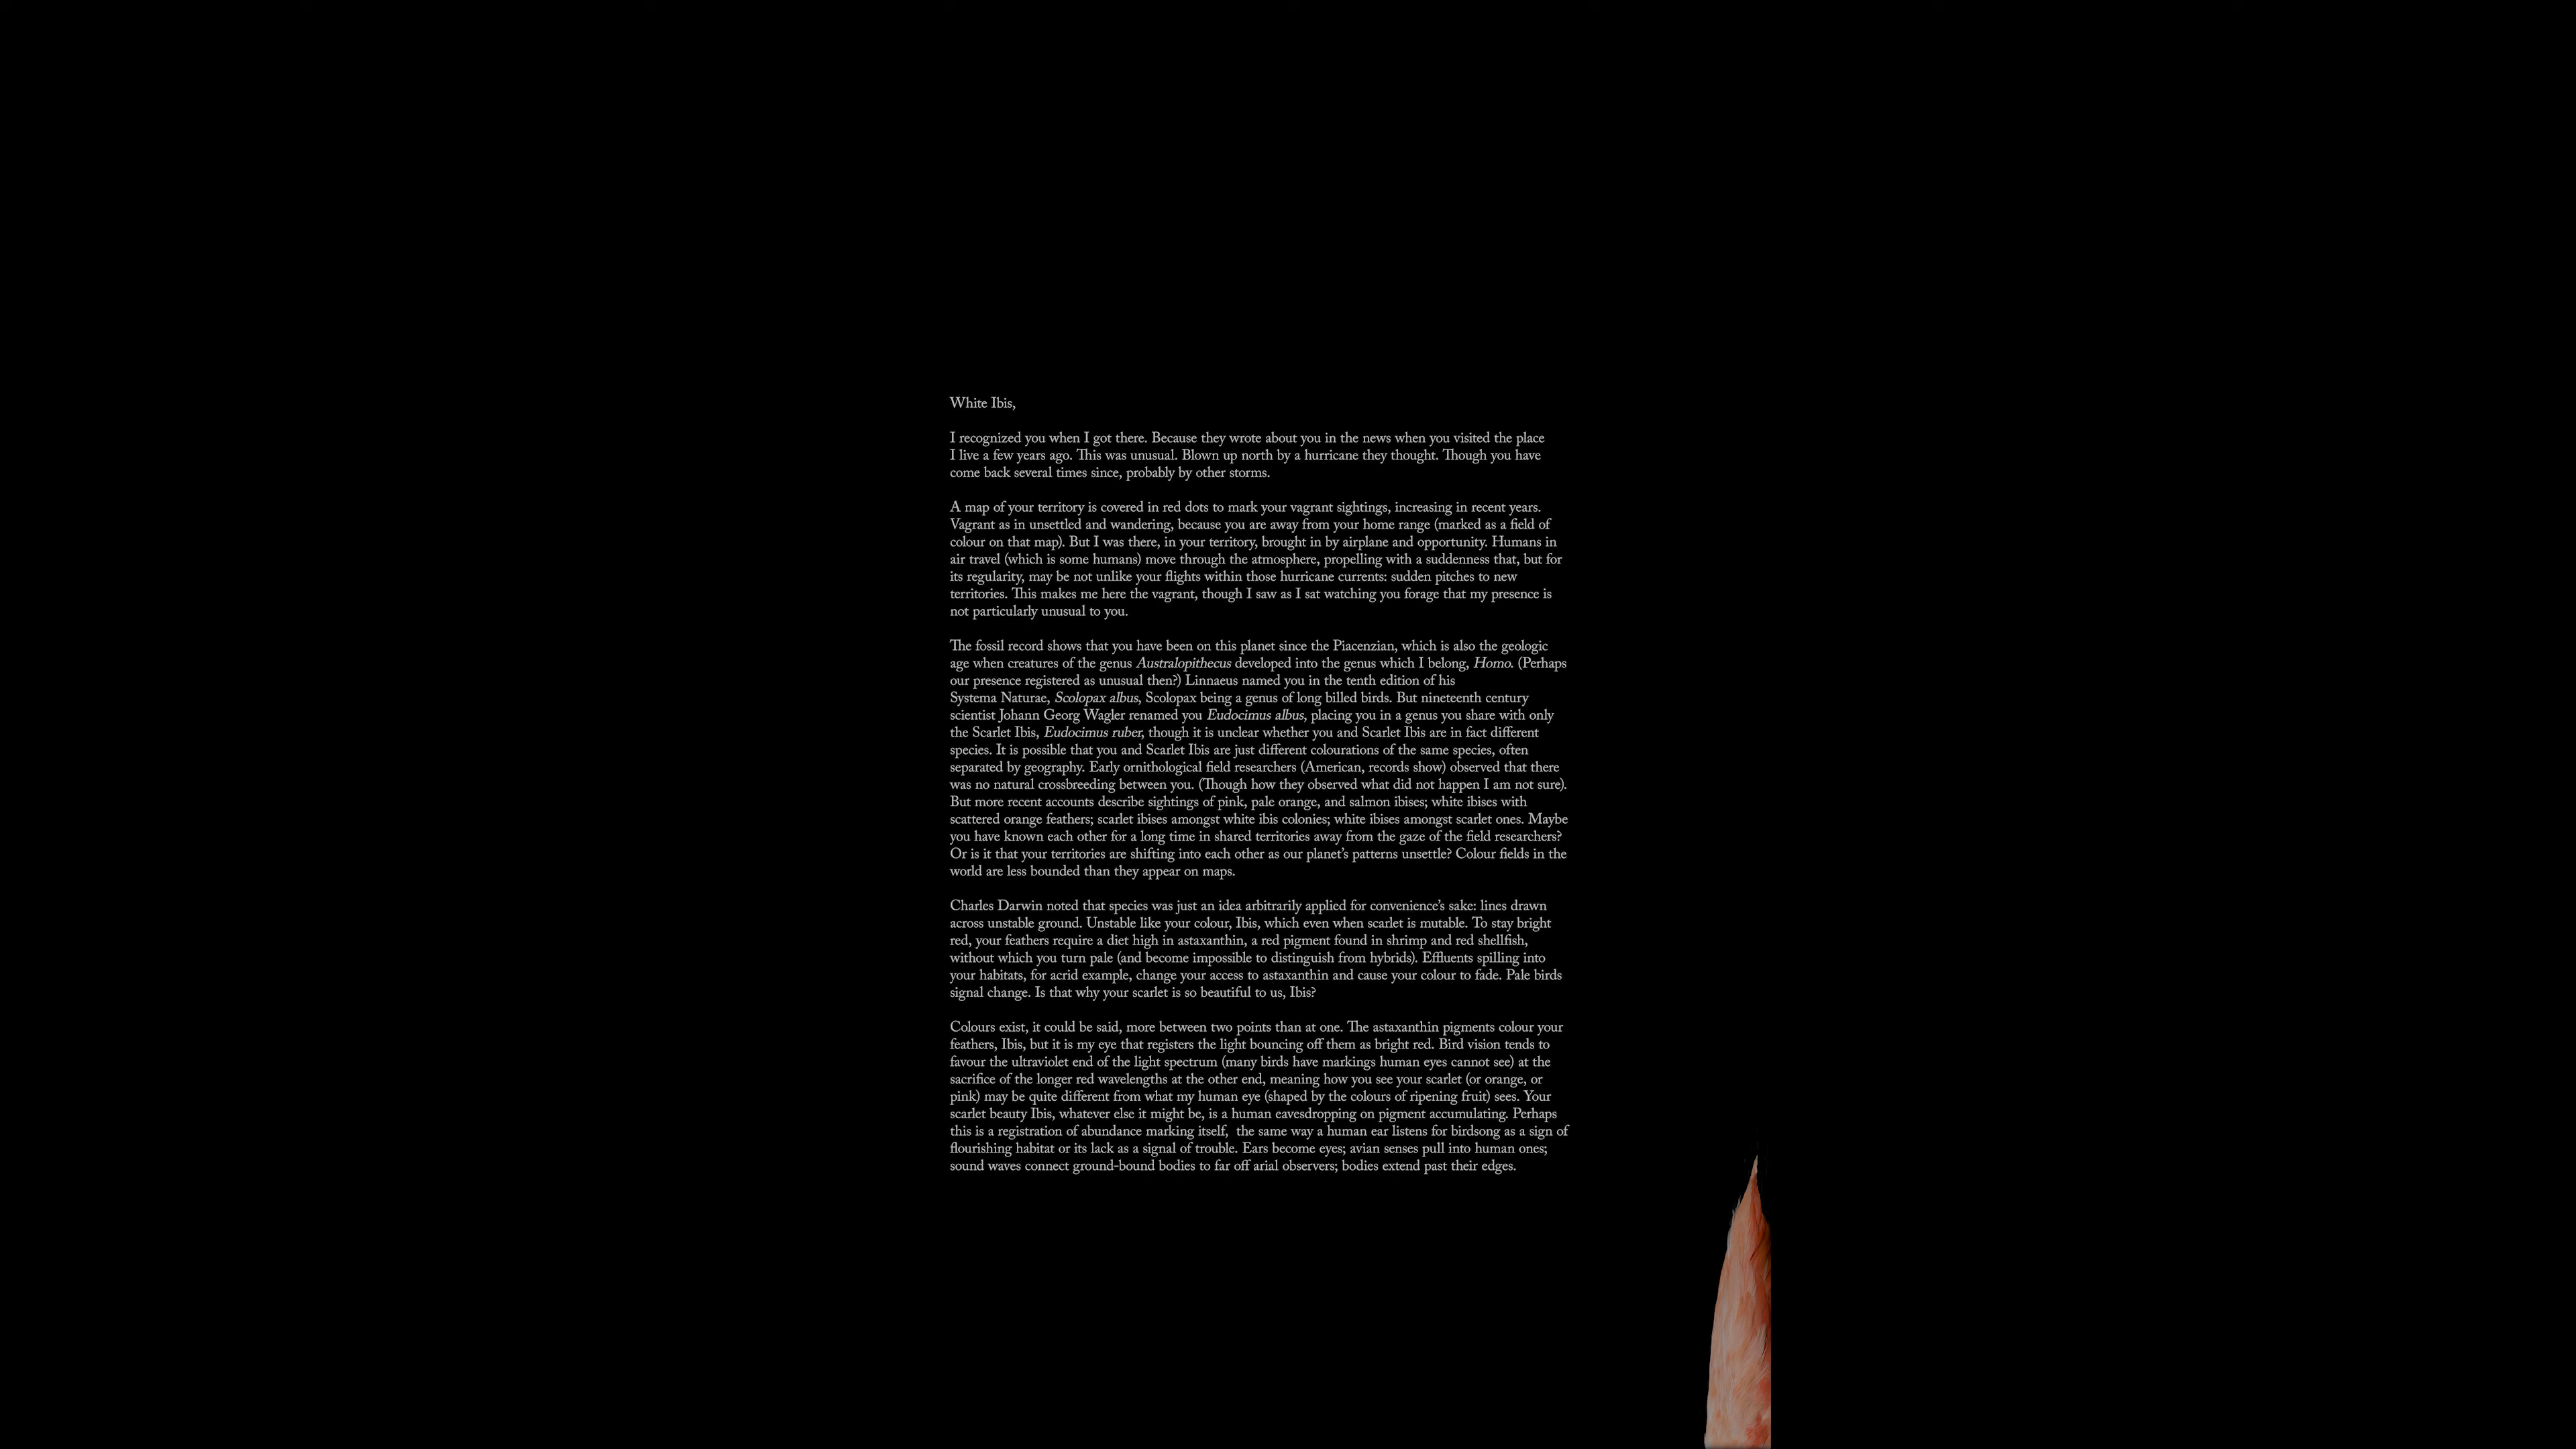 White Ibis,
I recognized you when I got there. Because they wrote about you in the news when you visited the place
I live a few years ago. This was unusual. Blown up north by a hurricane they thought. Though you have
come back several times since, probably by other storms.
A map of your territory is covered in red dots to mark your vagrant sightings, increasing in recent years.
Vagrant as in unsettled and wandering, because you are away from your home range (marked as a field of
colour on that map). But I was there, in your territory, brought in by airplane and opportunity. Humans in
air travel (which is some humans) move through the atmosphere, propelling with a suddenness that, but for
its regularity, may be not unlike your flights within those hurricane currents: sudden pitches to new
territories. This makes me here the vagrant, though I saw as I sat watching you forage that my presence is
not particularly unusual to you.
The fossil record shows that you have been on this planet since the Piacenzian, which is also the geologic
age when creatures of the genus Australopithecus developed into the genus which I belong, Homo. (Perhaps
our presence registered as unusual then?) Linnaeus named you in the tenth edition of his
Systema Naturae, Scolopax albus, Scolopax being a genus of long billed birds. But nineteenth century
scientist Johann Georg Wagler renamed you Eudocimus albus, placing you in a genus you share with only
the Scarlet Ibis, Eudocimus ruber, though it is unclear whether you and Scarlet Ibis are in fact different
species. It is possible that you and Scarlet Ibis are just different colourations of the same species, often
separated by geography. Early ornithological field researchers (American, records show) observed that there
was no natural crossbreeding between you. (Though how they observed what did not happen I am not sure).
But more recent accounts describe sightings of pink, pale orange, and salmon ibises; white ibises with
scattered orange feathers; scarlet ibises amongst white ibis colonies; white ibises amongst scarlet ones. Maybe
you have known each other for a long time in shared territories away from the gaze of the field researchers?
Or is it that your territories are shifting into each other as our planet’s patterns unsettle? Colour fields in the
world are less bounded than they appear on maps.
Charles Darwin noted that species was just an idea arbitrarily applied for convenience’s sake: lines drawn
across unstable ground. Unstable like your colour, Ibis, which even when scarlet is mutable. To stay bright
red, your feathers require a diet high in astaxanthin, a red pigment found in shrimp and red shellfish,
without which you turn pale (and become impossible to distinguish from hybrids). Effluents spilling into
your habitats, for acrid example, change your access to astaxanthin and cause your colour to fade. Pale birds
signal change. Is that why your scarlet is so beautiful to us, Ibis?
Colours exist, it could be said, more between two points than at one. The astaxanthin pigments colour your
feathers, Ibis, but it is my eye that registers the light bouncing off them as bright red. Bird vision tends to
favour the ultraviolet end of the light spectrum (many birds have markings human eyes cannot see) at the
sacrifice of the longer red wavelengths at the other end, meaning how you see your scarlet (or orange, or
pink) may be quite different from what my human eye (shaped by the colours of ripening fruit) sees. Your
scarlet beauty Ibis, whatever else it might be, is a human eavesdropping on pigment accumulating. Perhaps
this is a registration of abundance marking itself,  the same way a human ear listens for birdsong as a sign of
flourishing habitat or its lack as a signal of trouble. Ears become eyes; avian senses pull into human ones;
sound waves connect ground-bound bodies to far off arial observers; bodies extend past their edges.